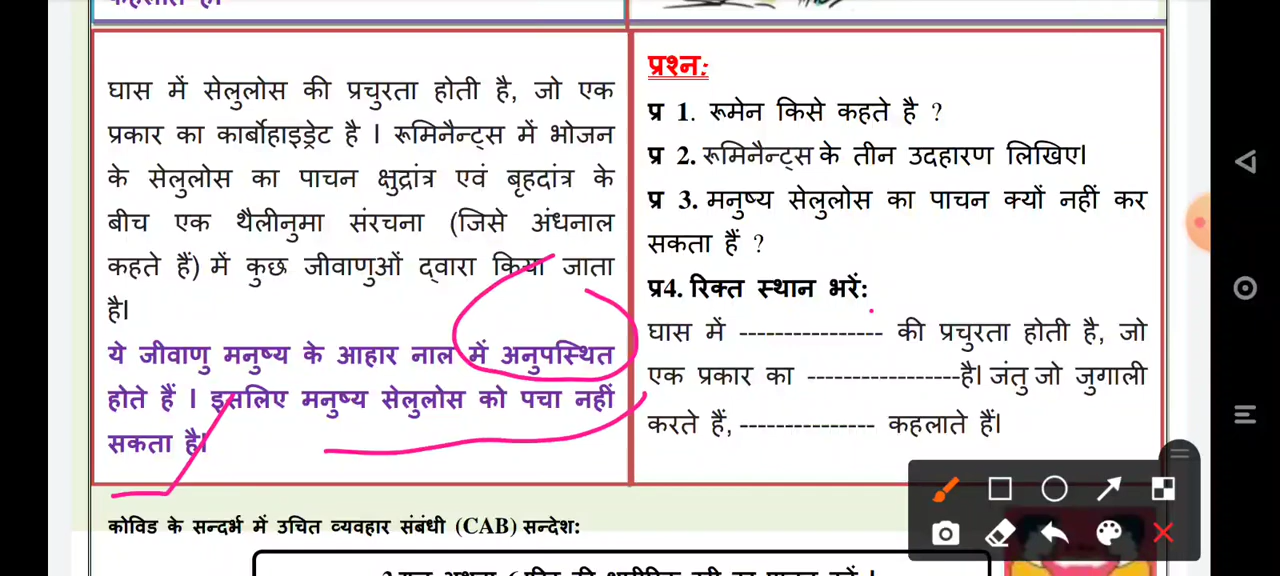 कहलाते हैं।
घास में सेलुलोस की प्रचुरता होती है, जो एक
प्रकार का कार्बोहाइड्रेट है । रूमिनैन्ट्स में भोजन
के सेलुलोस का पाचन क्षुद्रांत्र एवं बृहदांत्र के
बीच एक थैलीनुमा संरचना (जिसे अंधनाल
कहते हैं) में कुछ जीवाणुओं द्वारा किया जाता
है।
ये जीवाणु मनुष्य के आहार नाल में अनुपस्थित
होते हैं । इसलिए मनुष्य सेलुलोस को पचा नहीं
सकता है।
प्रश्न:
प्र 1. रूमेन किसे कहते है ?
प्र 2. रूमिनैन्ट्स के तीन उदहारण लिखिए।
प्र 3. मनुष्य सेलुलोस का पाचन क्यों नहीं कर
सकता हैं ?
प्र4. रिक्त स्थान भरें:
घास में ---------------- की प्रचुरता होती है, जो
एक प्रकार का -----------------है। जंतु जो जुगाली
करते हैं, --------------- कहलाते हैं।
कोविड के सन्दर्भ में उचित व्यवहार संबंधी (CAB) सन्देश: